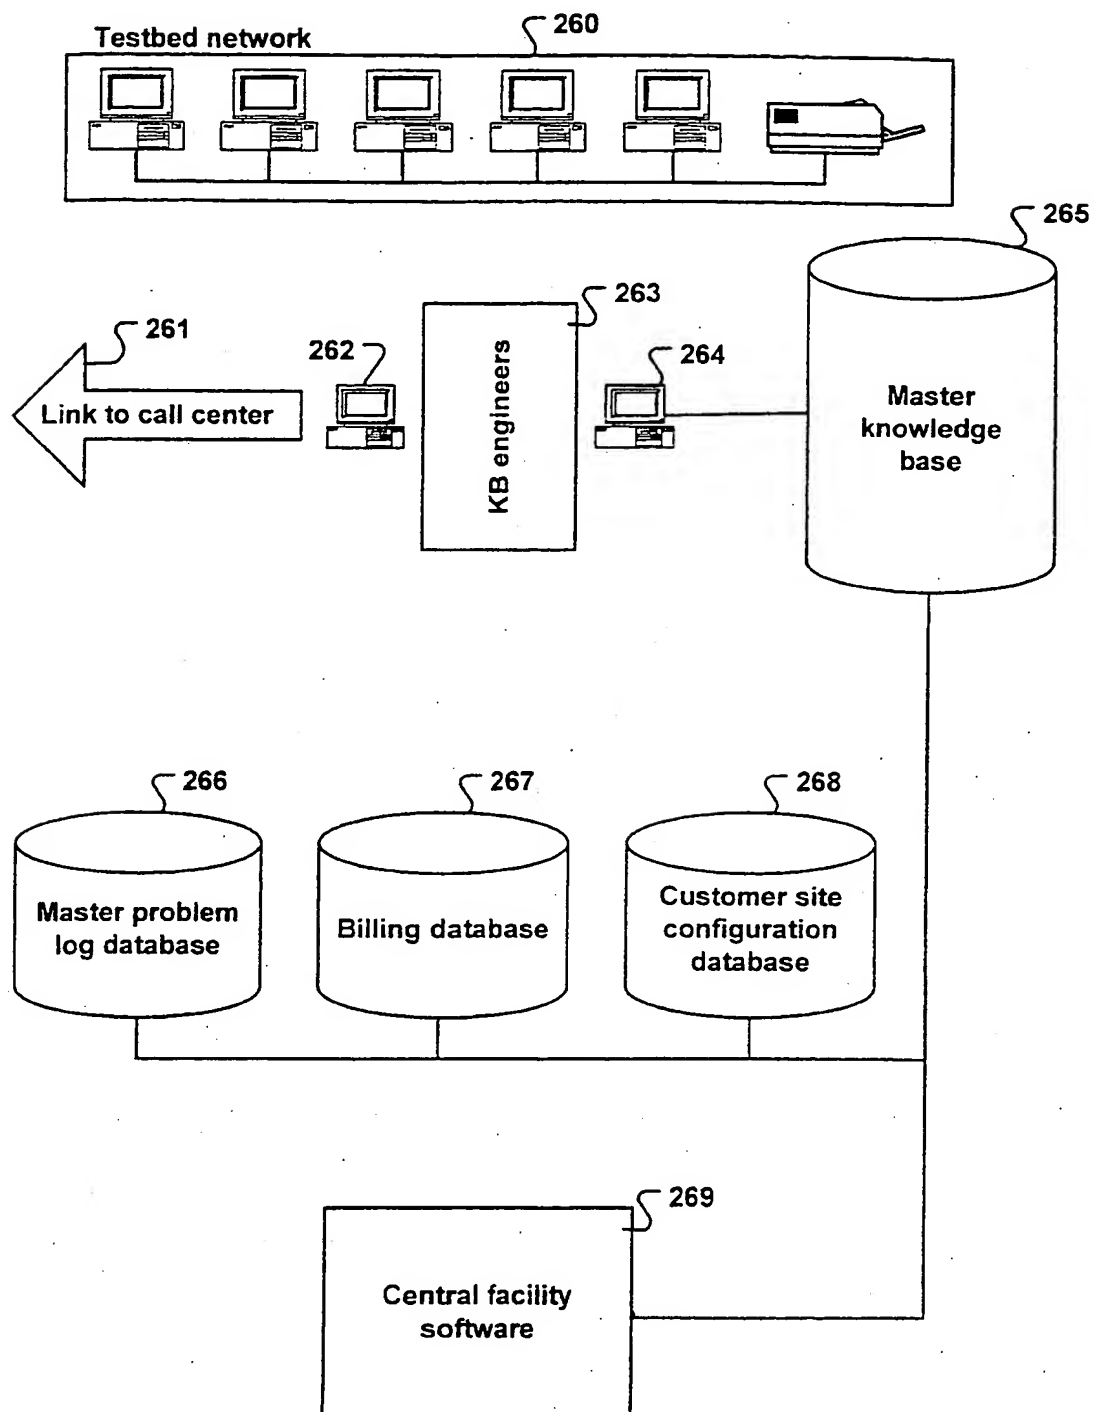 Testbed network
260
265
261
262
263
264
Link to call center
KB engineers
Master
knowledge
base
266
267
268
Master problem
log database
Billing database
Customer site
configuration
database
269
Central facility
software